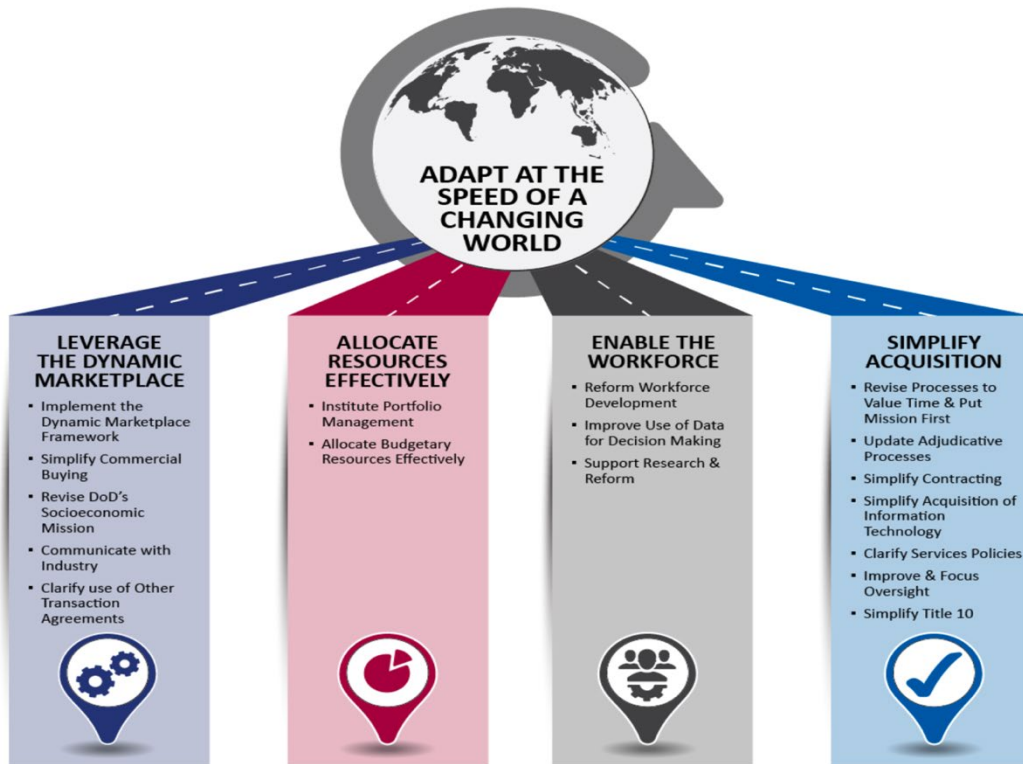 ADAPT AT THE
SPEED OF A
CHANGING
WORLD
LEVERAGE
THE DYNAMIC
MARKETPLACE
▪ Implement the
Dynamic Marketplace
Framework
▪ Simplify Commercial
Buying
▪ Revise DoD's
Socioeconomic
Mission
▪ Communicate with
Industry
▪ Clarify use of Other
Transaction
Agreements
ALLOCATE
RESOURCES
EFFECTIVELY
▪ Institute Portfolio
Management
▪ Allocate Budgetary
Resources Effectively
ENABLE THE
WORKFORCE
▪ Reform Workforce
Development
▪ Improve Use of Data
for Decision Making
▪ Support Research &
Reform
SIMPLIFY
ACQUISITION
▪ Revise Processes to
Value Time & Put
Mission First
▪ Update Adjudicative
Processes
▪ Simplify Contracting
▪ Simplify Acquisition of
Information
Technology
▪ Clarify Services Policies
▪ Improve & Focus
Oversight
▪ Simplify Title 10